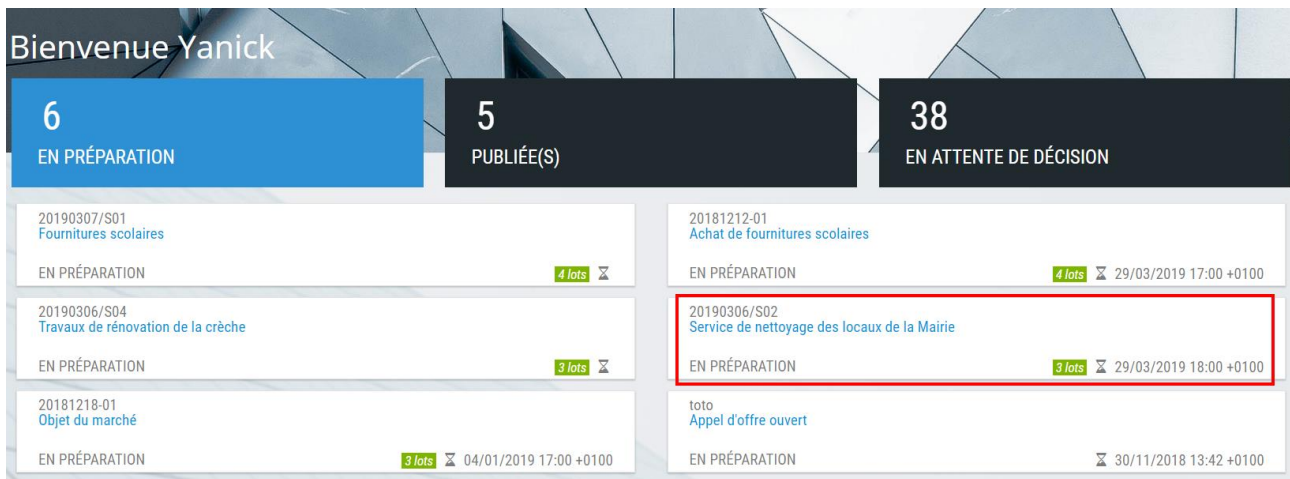 Bienvenue Yanick
6
EN PRÉPARATION
5
PUBLIÉE(S)
38
EN ATTENTE DE DÉCISION
20190307/S01
Fournitures scolaires
EN PRÉPARATION
4 lots
20181212-01
Achat de fournitures scolaires
EN PRÉPARATION
4 lots 29/03/2019 17:00 +0100
20190306/S04
Travaux de rénovation de la crèche
EN PRÉPARATION
3 lots
20190306/S02
Service de nettoyage des locaux de la Mairie
EN PRÉPARATION
3 lots 29/03/2019 18:00 +0100
20181218-01
Objet du marché
EN PRÉPARATION
3 lots 04/01/2019 17:00 +0100
toto
Appel d'offre ouvert
EN PRÉPARATION
30/11/2018 13:42 +0100